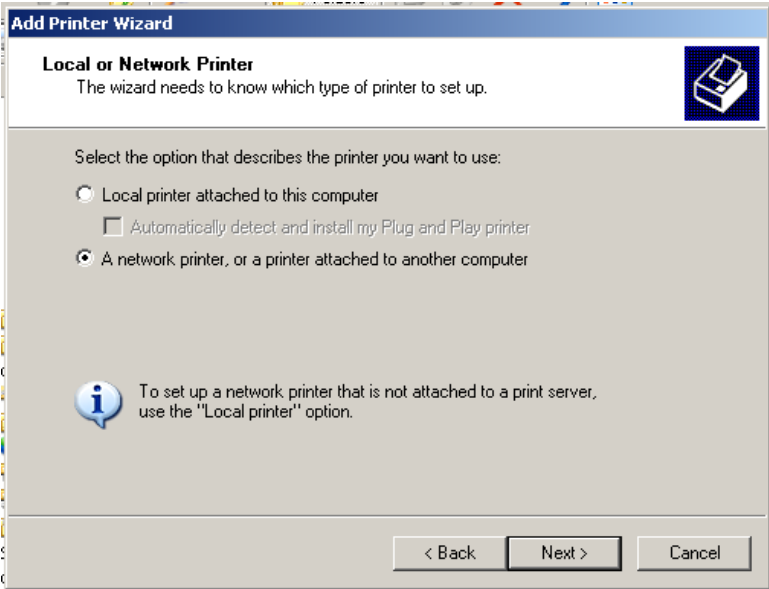 Add Printer Wizard
Local or Network Printer
The wizard needs to know which type of printer to set up.
Select the option that describes the printer you want to use:
Local printer attached to this computer
Automatically detect and install my Plug and Play printer
A network printer, or a printer attached to another computer
To set up a network printer that is not attached to a print server,
use the "Local printer" option.
< Back
Next >
Cancel